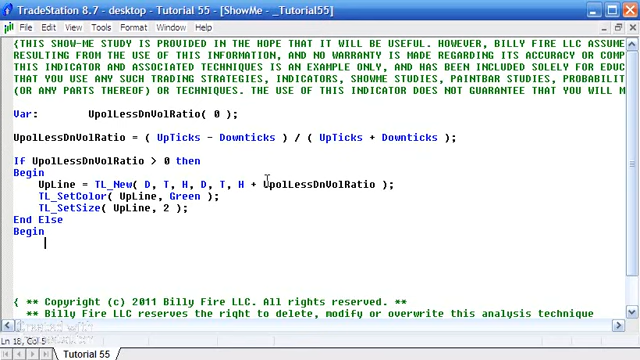 TradeStation 8.7 - desktop - Tutorial 55 - [ShowMe - _Tutorial55]
File Edit View Tools Format Window Help
{THIS SHOW-ME STUDY IS PROVIDED IN THE HOPE THAT IT WILL BE USEFUL. HOWEVER, BILLY FIRE LLC ASSUME
RESULTING FROM THE USE OF THIS INFORMATION, AND NO WARRANTY IS MADE REGARDING ITS ACCURACY OR COMP
THIS INDICATOR AND ASSOCIATED TECHNIQUES IS AN EXAMPLE ONLY, AND HAS BEEN INCLUDED SOLELY FOR EDUC
THAT YOU USE ANY SUCH TRADING STRATEGIES, INDICATORS, SHOWME STUDIES, PAINTBAR STUDIES, PROBABILIT
(OR ANY PARTS THEREOF) OR TECHNIQUES. THE USE OF THIS INDICATOR DOES NOT GUARANTEE THAT YOU WILL M
Var: UpolLessDnVolRatio( 0 );
UpolLessDnVolRatio = ( UpTicks - Downticks ) / ( UpTicks + Downticks );
If UpolLessDnVolRatio > 0 then
Begin
UpLine = TL_New( D, T, H, D, T, H + UpolLessDnVolRatio );
TL_SetColor( UpLine, Green );
TL_SetSize( UpLine, 2 );
End Else
Begin
{ ** Copyright (c) 2011 Billy Fire LLC. All rights reserved. **
** Billy Fire LLC reserves the right to delete, modify or overwrite this analysis technique
Ln 18, Col 5
Tutorial 55